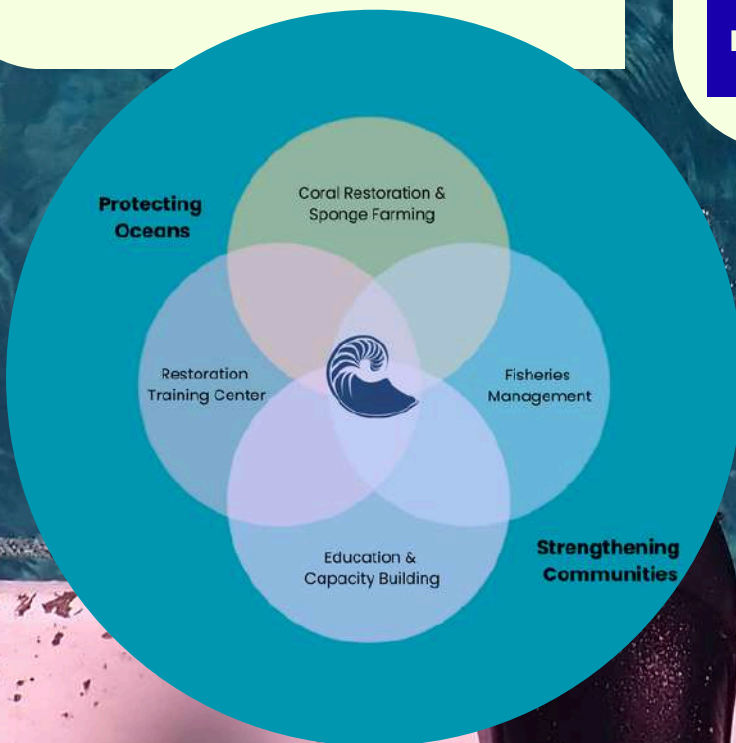 Protecting
Oceans
Coral Restoration &
Sponge Farming
Restoration
Training Center
Fisheries
Management
Education &
Capacity Building
Strengthening
Communities